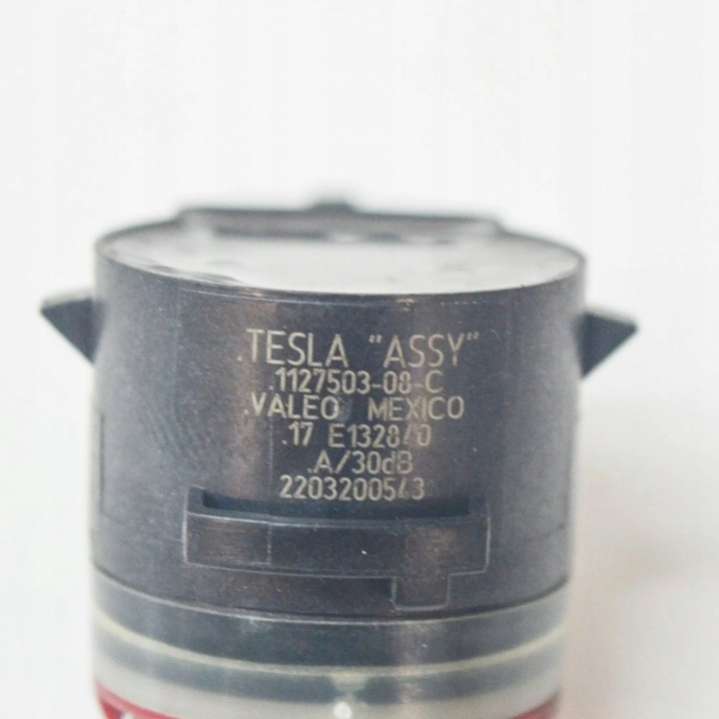 .TESLA "ASSY"
.1127503-08-C
.VALEO MEXICO
.17 E1328/0
.A/30dB
2203200543